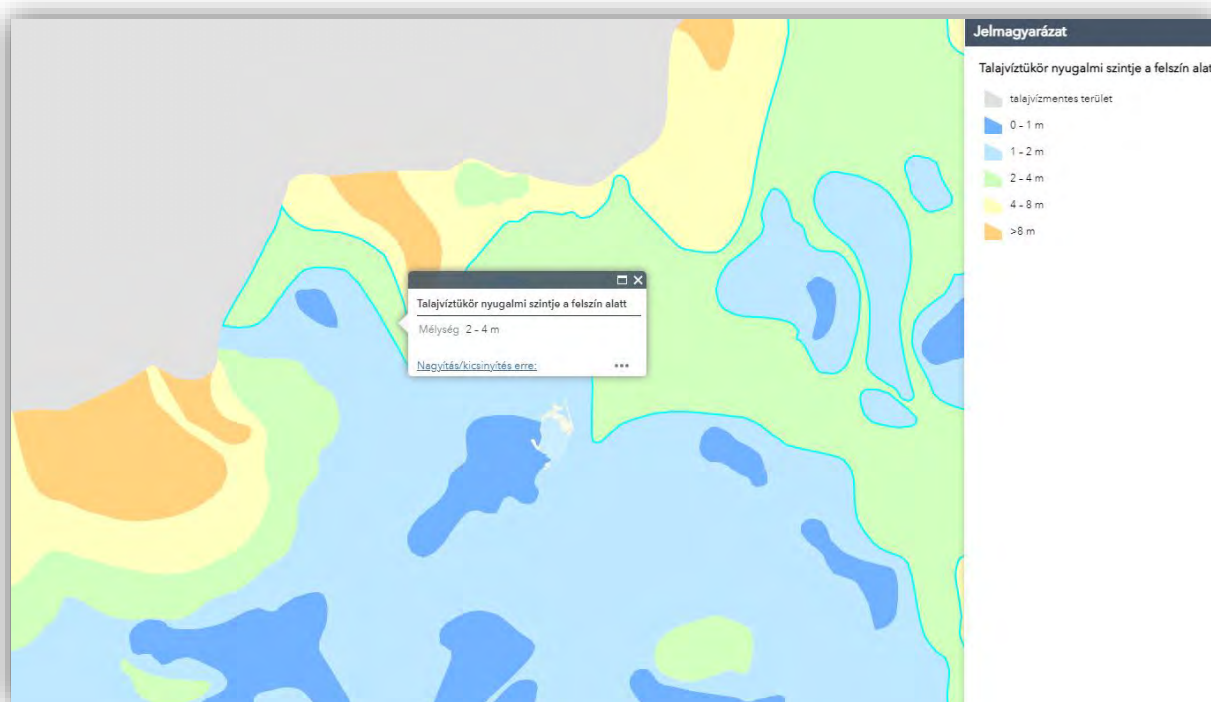 Jelmagyarázat
Talajvíztükör nyugalmi szintje a felszín alat
talajvízmentes terület
0 - 1 m
1 - 2 m
2 - 4 m
4 - 8 m
>8 m
Talajvíztükör nyugalmi szintje a felszín alatt
Mélység 2 - 4 m
Nagyítás/kicsinyítés erre: